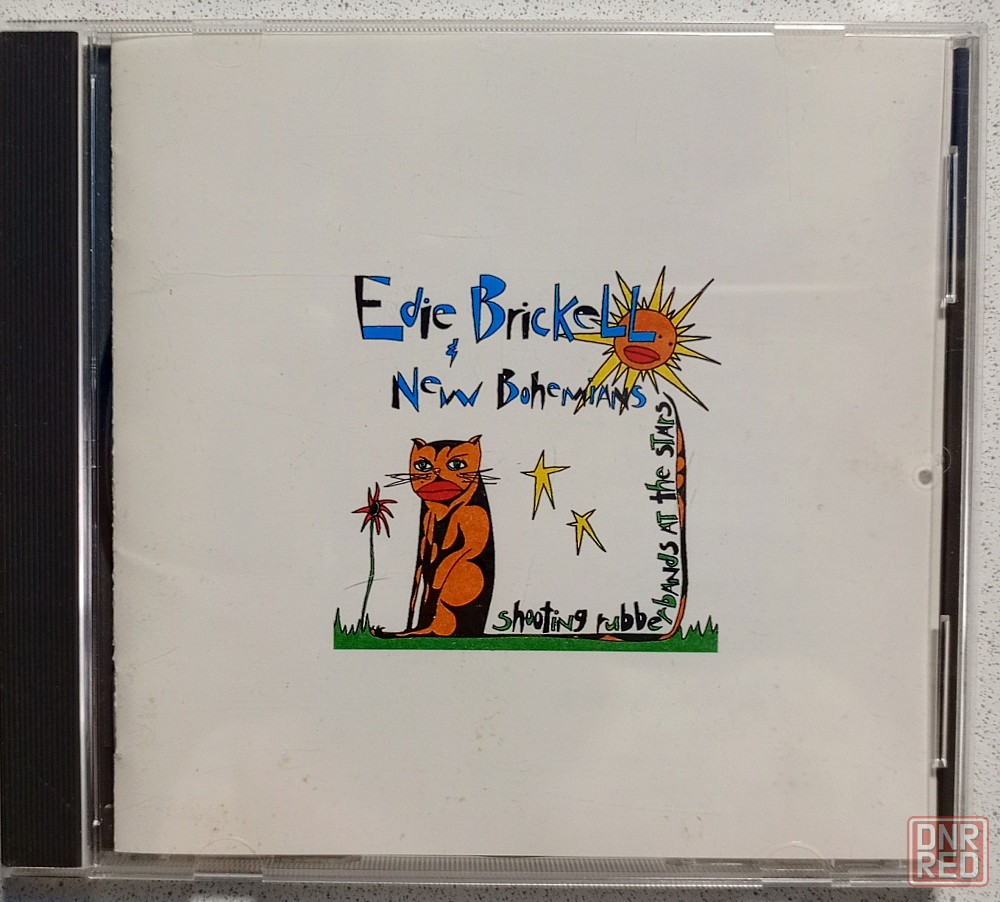 Edie Brickell
&
New Bohemians
shooting rubberbands at the stars
DNR
RED